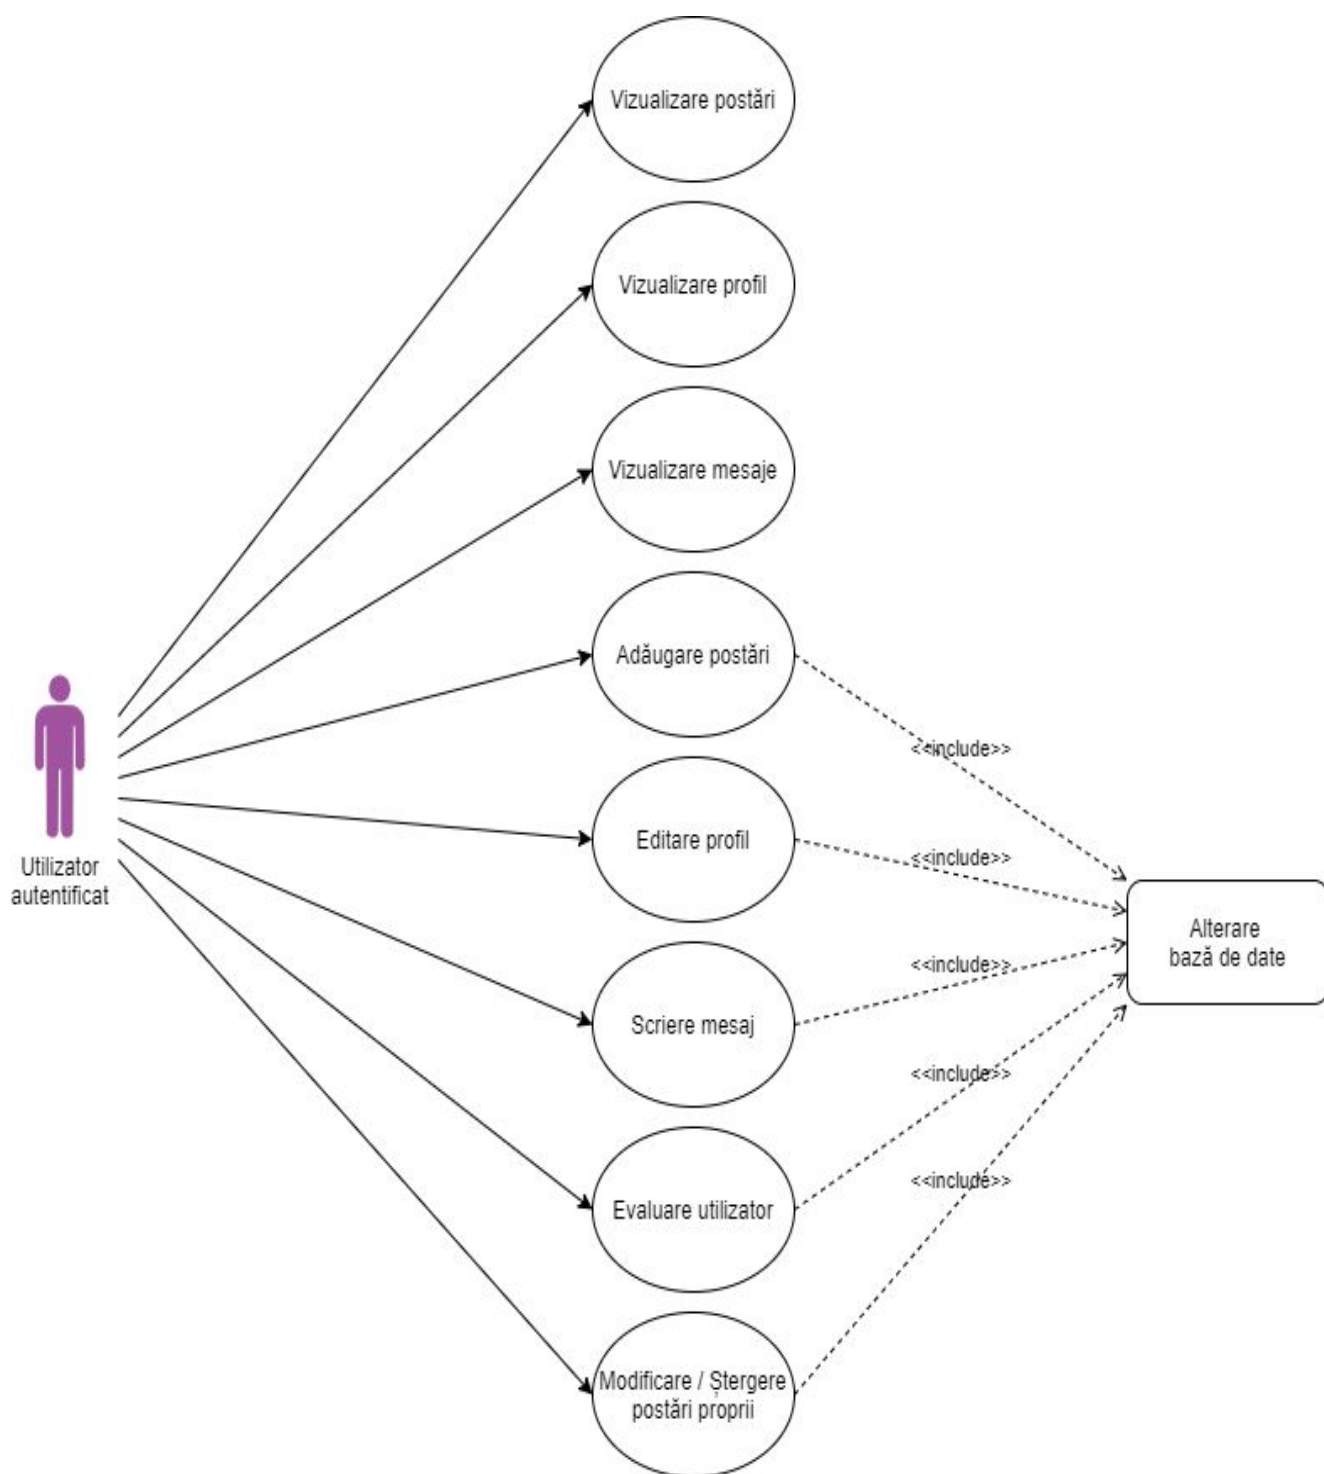 Vizualizare postări
Vizualizare profil
Vizualizare mesaje
Adăugare postări
<<include>>
Editare profil
<<include>>
Utilizator
autentificat
Alterare
bază de date
<<include>>
Scriere mesaj
<<include>>
<<include>>
Evaluare utilizator
Modificare / Ștergere
postări proprii